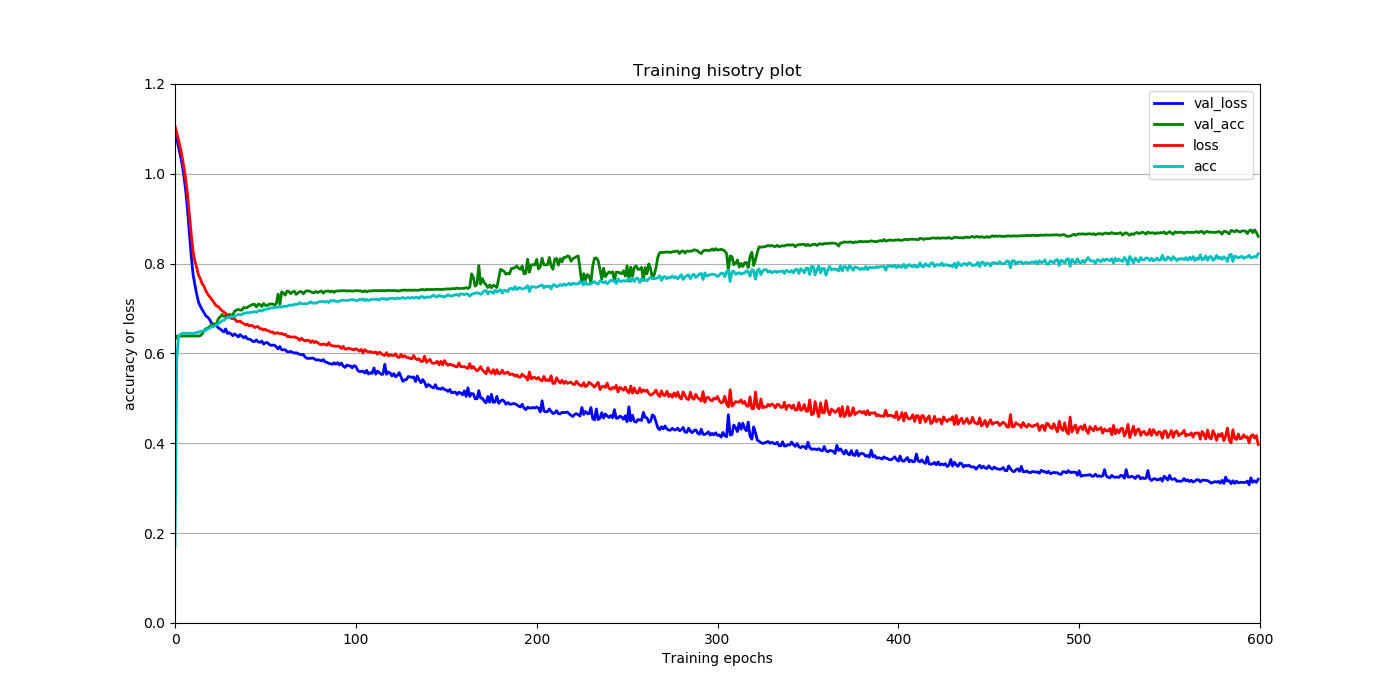 Training hisotry plot
1.2
1.0
0.8
0.6
0.4
0.2
0.0
accuracy or loss
val_loss
val_acc
loss
acc
0 100 200 300 400 500 600
Training epochs